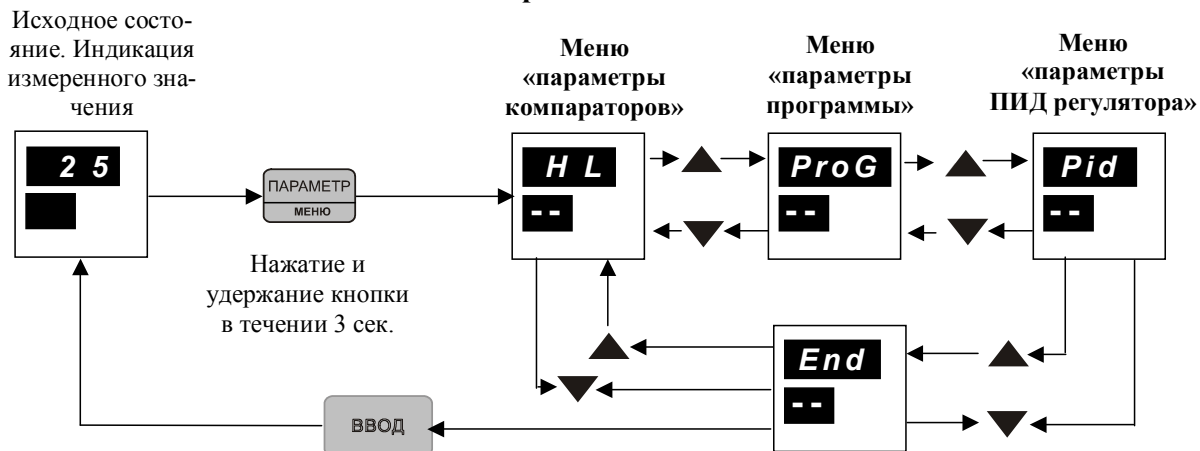 Исходное состо-
яние. Индикация
измеренного зна-
чения
Меню
«параметры
компараторов»
Меню
«параметры
программы»
Меню
«параметры
ПИД регулятора»
2 5
ПАРАМЕТР
МЕНЮ
H L
--
ProG
--
Pid
--
Нажатие и
удержание кнопки
в течении 3 сек.
End
--
ВВОД